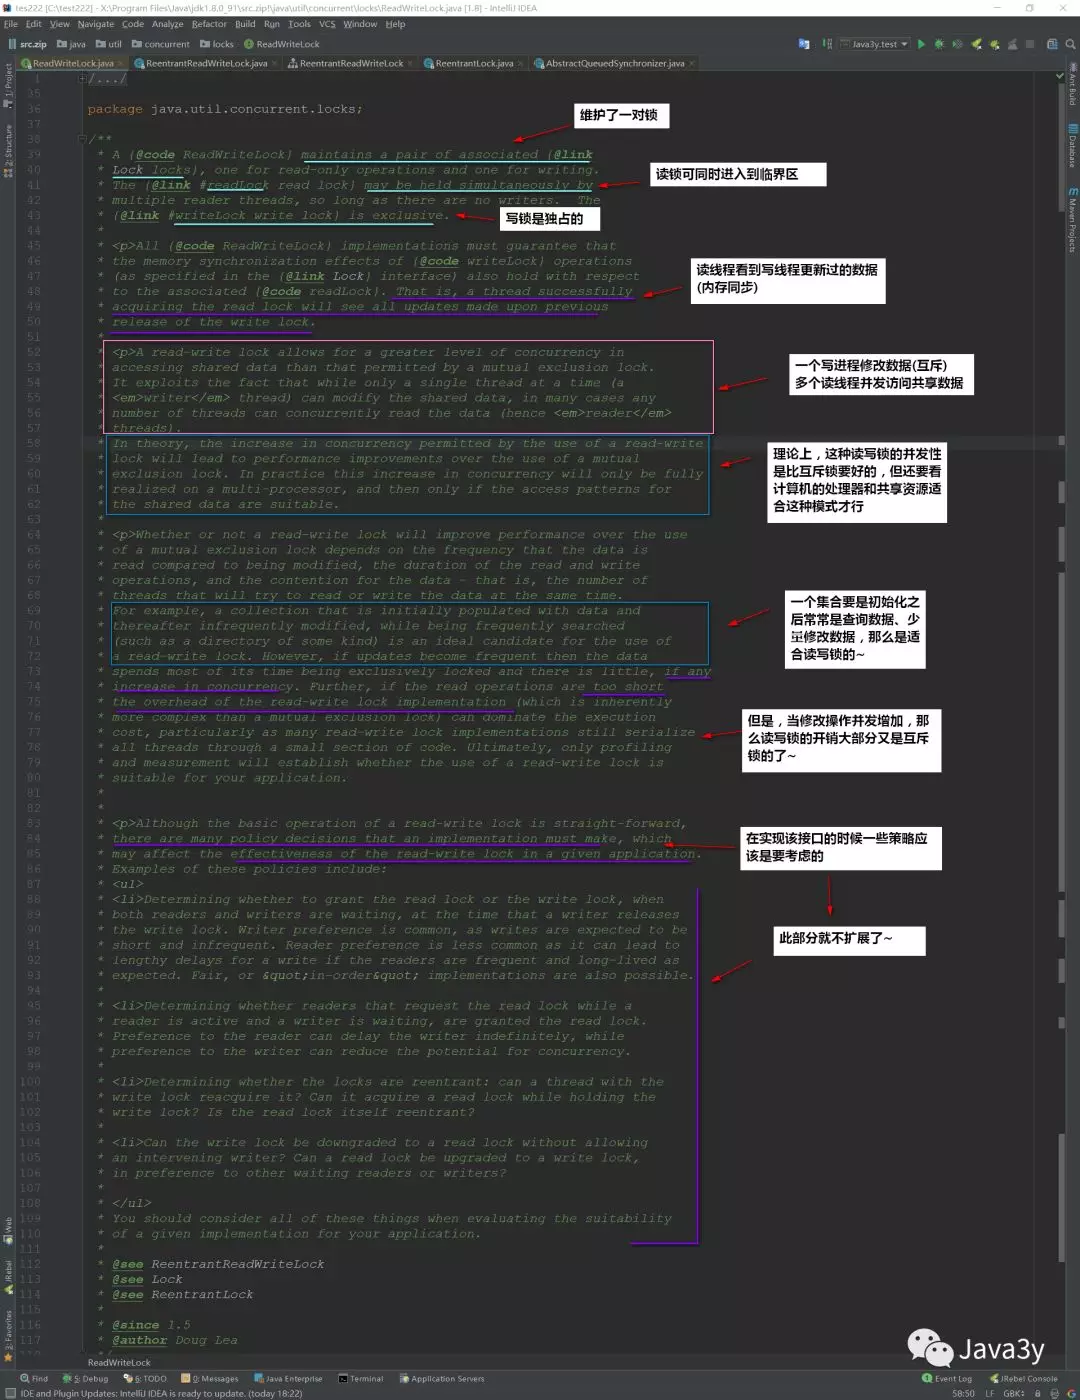 tes222 [C:\test222] - X:\Program Files\Java\jdk1.8.0_91\src.zip!\java\util\concurrent\locks\ReadWriteLock.java [1.8] - IntelliJ IDEA
File Edit View Navigate Code Analyze Refactor Build Run Tools VCS Window Help
src.zip java util concurrent locks ReadWriteLock
Java3y.test
ReadWriteLock.java ReentrantReadWriteLock.java ReentrantReadWriteLock ReentrantLock.java AbstractQueuedSynchronizer.java
1 /.../
35
36 package java.util.concurrent.locks;
37
38 /**
39 * A {@code ReadWriteLock} maintains a pair of associated {@link
40 * Lock locks}, one for read-only operations and one for writing.
41 * The {@link #readLock read lock} may be held simultaneously by
42 * multiple reader threads, so long as there are no writers.  The
43 * {@link #writeLock write lock} is exclusive.
44 *
45 * <p>All {@code ReadWriteLock} implementations must guarantee that
46 * the memory synchronization effects of {@code writeLock} operations
47 * (as specified in the {@link Lock} interface) also hold with respect
48 * to the associated {@code readLock}. That is, a thread successfully
49 * acquiring the read lock will see all updates made upon previous
50 * release of the write lock.
51 *
52 * <p>A read-write lock allows for a greater level of concurrency in
53 * accessing shared data than that permitted by a mutual exclusion lock.
54 * It exploits the fact that while only a single thread at a time (a
55 * <em>writer</em> thread) can modify the shared data, in many cases any
56 * number of threads can concurrently read the data (hence <em>reader</em>
57 * threads).
58 * In theory, the increase in concurrency permitted by the use of a read-write
59 * lock will lead to performance improvements over the use of a mutual
60 * exclusion lock. In practice this increase in concurrency will only be fully
61 * realized on a multi-processor, and then only if the access patterns for
62 * the shared data are suitable.
63 *
64 * <p>Whether or not a read-write lock will improve performance over the use
65 * of a mutual exclusion lock depends on the frequency that the data is
66 * read compared to being modified, the duration of the read and write
67 * operations, and the contention for the data - that is, the number of
68 * threads that will try to read or write the data at the same time.
69 * For example, a collection that is initially populated with data and
70 * thereafter infrequently modified, while being frequently searched
71 * (such as a directory of some kind) is an ideal candidate for the use of
72 * a read-write lock. However, if updates become frequent then the data
73 * spends most of its time being exclusively locked and there is little, if any
74 * increase in concurrency. Further, if the read operations are too short
75 * the overhead of the read-write lock implementation (which is inherently
76 * more complex than a mutual exclusion lock) can dominate the execution
77 * cost, particularly as many read-write lock implementations still serialize
78 * all threads through a small section of code. Ultimately, only profiling
79 * and measurement will establish whether the use of a read-write lock is
80 * suitable for your application.
81 *
82 *
83 * <p>Although the basic operation of a read-write lock is straight-forward,
84 * there are many policy decisions that an implementation must make, which
85 * may affect the effectiveness of the read-write lock in a given application.
86 * Examples of these policies include:
87 * <ul>
88 * <li>Determining whether to grant the read lock or the write lock, when
89 * both readers and writers are waiting, at the time that a writer releases
90 * the write lock. Writer preference is common, as writes are expected to be
91 * short and infrequent. Reader preference is less common as it can lead to
92 * lengthy delays for a write if the readers are frequent and long-lived as
93 * expected. Fair, or &quot;in-order&quot; implementations are also possible.
94 *
95 * <li>Determining whether readers that request the read lock while a
96 * reader is active and a writer is waiting, are granted the read lock.
97 * Preference to the reader can delay the writer indefinitely, while
98 * preference to the writer can reduce the potential for concurrency.
99 *
100 * <li>Determining whether the locks are reentrant: can a thread with the
101 * write lock reacquire it? Can it acquire a read lock while holding the
102 * write lock? Is the read lock itself reentrant?
103 *
104 * <li>Can the write lock be downgraded to a read lock without allowing
105 * an intervening writer? Can a read lock be upgraded to a write lock,
106 * in preference to other waiting readers or writers?
107 *
108 * </ul>
109 * You should consider all of these things when evaluating the suitability
110 * of a given implementation for your application.
111 *
112 * @see ReentrantReadWriteLock
113 * @see Lock
114 * @see ReentrantLock
115 *
116 * @since 1.5
117 * @author Doug Lea
维护了一对锁
读锁可同时进入到临界区
写锁是独占的
读线程看到写线程更新过的数据
(内存同步)
一个写进程修改数据(互斥)
多个读线程并发访问共享数据
理论上，这种读写锁的并发性
是比互斥锁要好的，但还要看
计算机的处理器和共享资源适
合这种模式才行
一个集合要是初始化之
后常常是查询数据、少
量修改数据，那么是适
合读写锁的~
但是，当修改操作并发增加，那
么读写锁的开销大部分又是互斥
锁的了~
在实现该接口的时候一些策略应
该是要考虑的
此部分就不扩展了~
1: Project
7: Structure
Web
JRebel
2: Favorites
Ant Build
Database
Maven Projects
Java3y
ReadWriteLock
Find 5: Debug 6: TODO 0: Messages Java Enterprise Terminal Application Servers Event Log JRebel Console
IDE and Plugin Updates: IntelliJ IDEA is ready to update. (today 18:22) 58:50 LF GBK 8